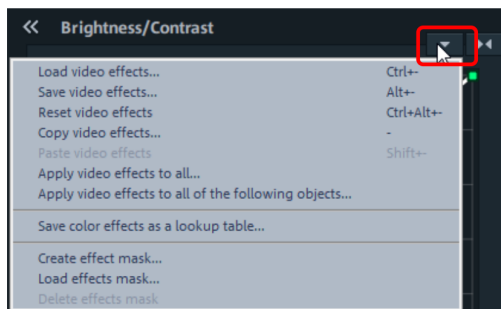 « Brightness/Contrast
Load video effects... Ctrl+-
Save video effects... Alt+-
Reset video effects Ctrl+Alt+-
Copy video effects... -
Paste video effects Shift+-
Apply video effects to all...
Apply video effects to all of the following objects...
Save color effects as a lookup table...
Create effect mask...
Load effects mask...
Delete effects mask